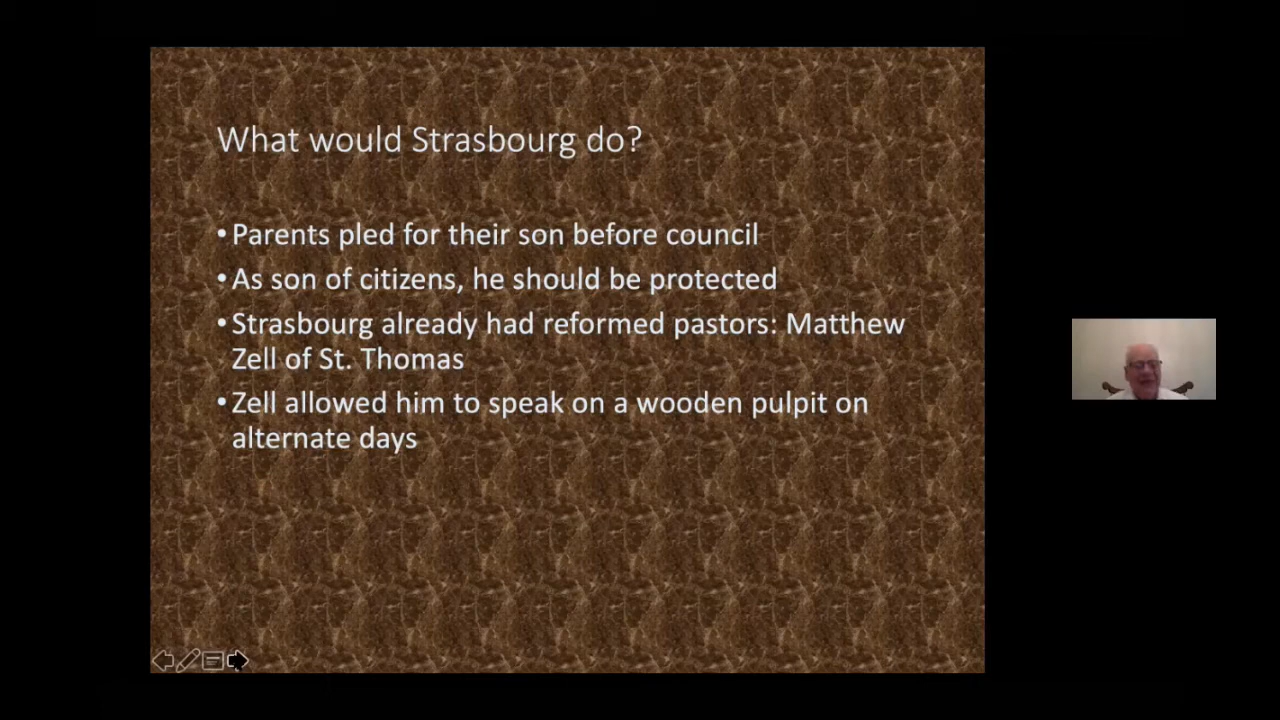 What would Strasbourg do?
•Parents pled for their son before council
•As son of citizens, he should be protected
•Strasbourg already had reformed pastors: Matthew
Zell of St. Thomas
•Zell allowed him to speak on a wooden pulpit on
alternate days